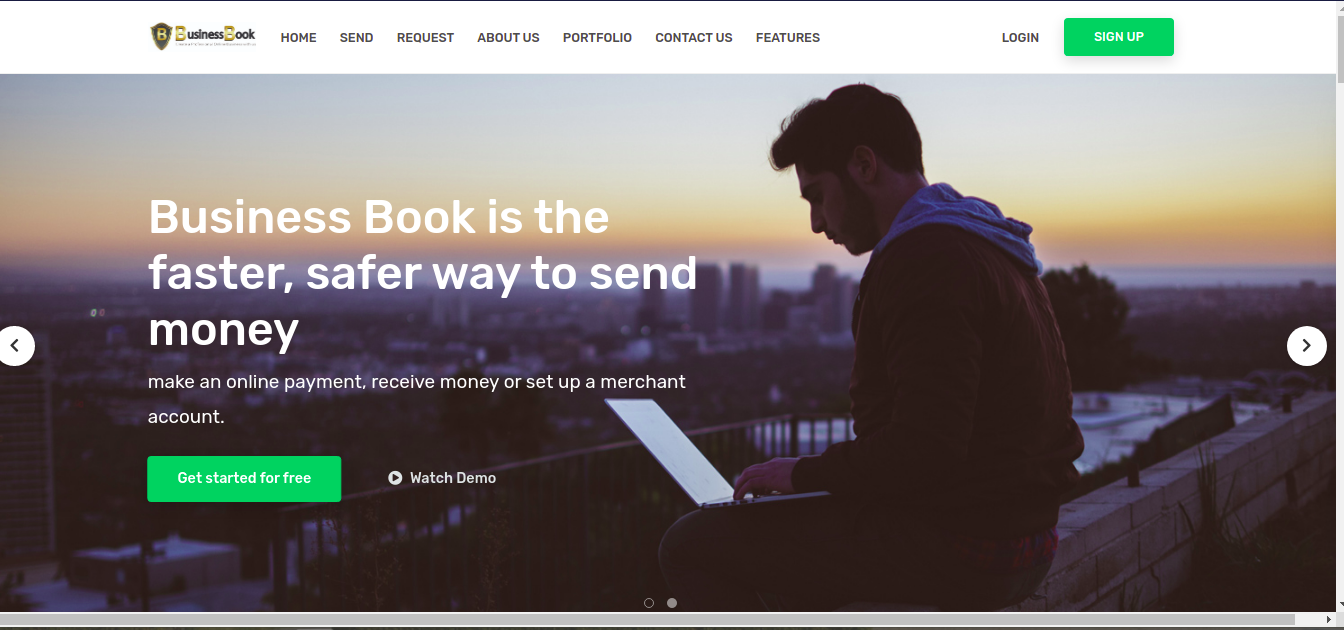 BusinessBook
HOME SEND REQUEST ABOUT US PORTFOLIO CONTACT US FEATURES LOGIN SIGN UP
Business Book is the
faster, safer way to send
money
make an online payment, receive money or set up a merchant
account.
Get started for free Watch Demo